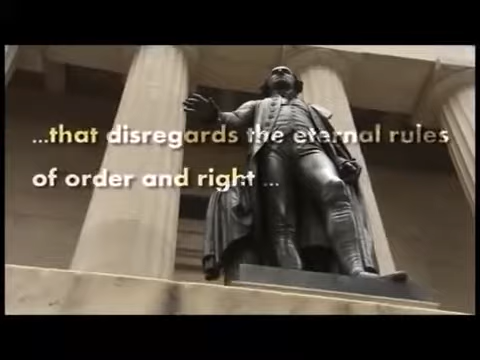 ...that disregards the eternal rules
of order and right ...